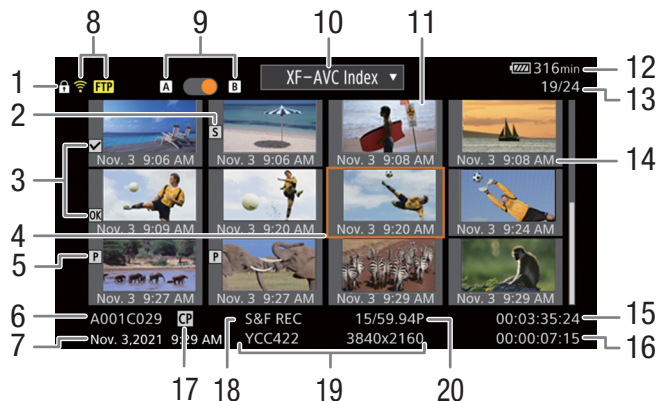 8 9 10 11
1 FTP A B XF-AVC Index 316min 12
19/24 13
2 S
Nov. 3 9:06 AM Nov. 3 9:06 AM Nov. 3 9:08 AM Nov. 3 9:08 AM 14
3
OK
Nov. 3 9:09 AM Nov. 3 9:20 AM Nov. 3 9:20 AM Nov. 3 9:24 AM
4
5 P P
Nov. 3 9:27 AM Nov. 3 9:27 AM Nov. 3 9:29 AM Nov. 3 9:29 AM
6 A001C029 CP S&F REC 15/59.94P 00:03:35:24 15
7 Nov. 3,2021 9:29 AM YCC422 3840x2160 00:00:07:15 16
17 18 19 20